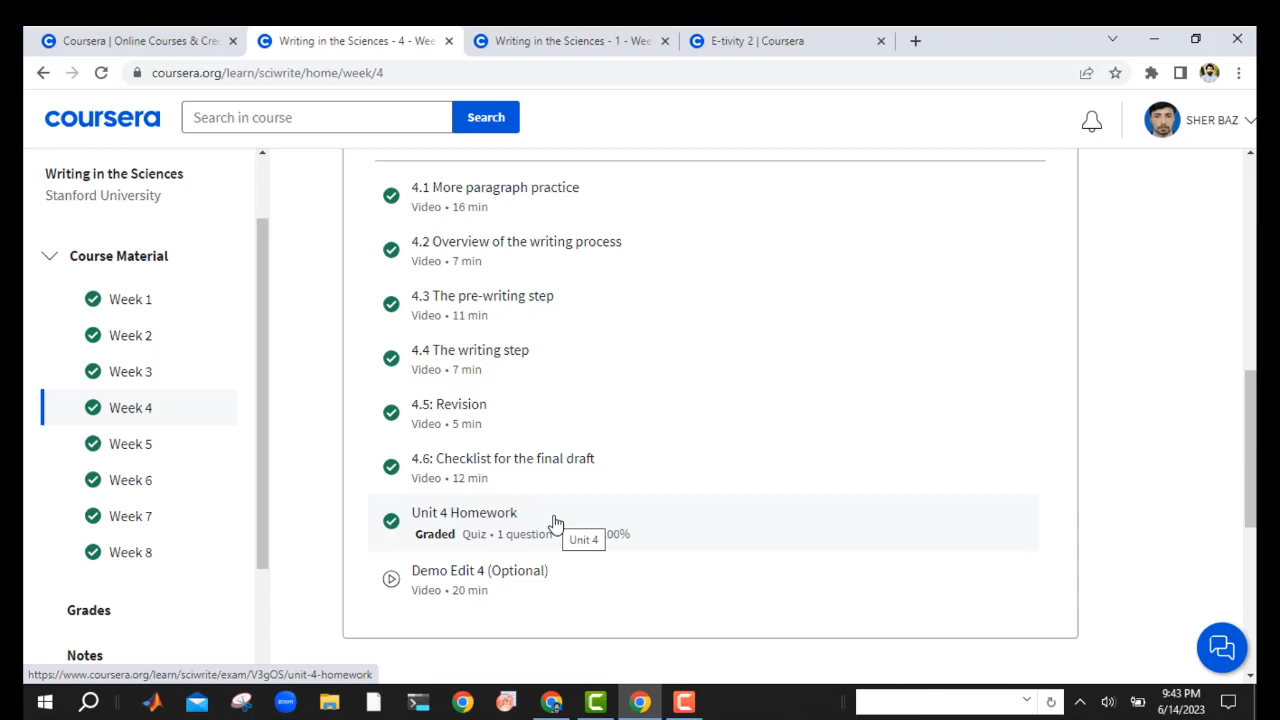 Coursera | Online Courses & Cre
Writing in the Sciences - 4 - Wee
Writing in the Sciences - 1 - Wee
E-tivity 2 | Coursera
coursera.org/learn/sciwrite/home/week/4
coursera
Search in course
Search
SHER BAZ
Writing in the Sciences
Stanford University
Course Material
Week 1
Week 2
Week 3
Week 4
Week 5
Week 6
Week 7
Week 8
Grades
Notes
4.1 More paragraph practice
Video • 16 min
4.2 Overview of the writing process
Video • 7 min
4.3 The pre-writing step
Video • 11 min
4.4 The writing step
Video • 7 min
4.5: Revision
Video • 5 min
4.6: Checklist for the final draft
Video • 12 min
Unit 4 Homework
Graded Quiz • 1 question 00%
Unit 4
Demo Edit 4 (Optional)
Video • 20 min
https://www.coursera.org/learn/sciwrite/exam/V3gOS/unit-4-homework
zoom
9:43 PM
6/14/2023